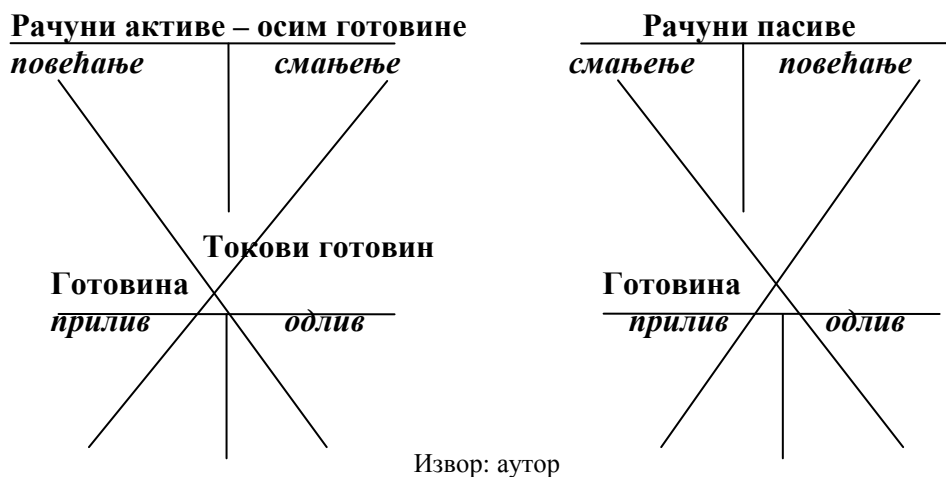 Рачуни активе – осим готовине Рачуни пасиве
повећање смањење смањење повећање
Токови готовин
Готовина Готовина
прилив одлив прилив одлив
Извор: аутор